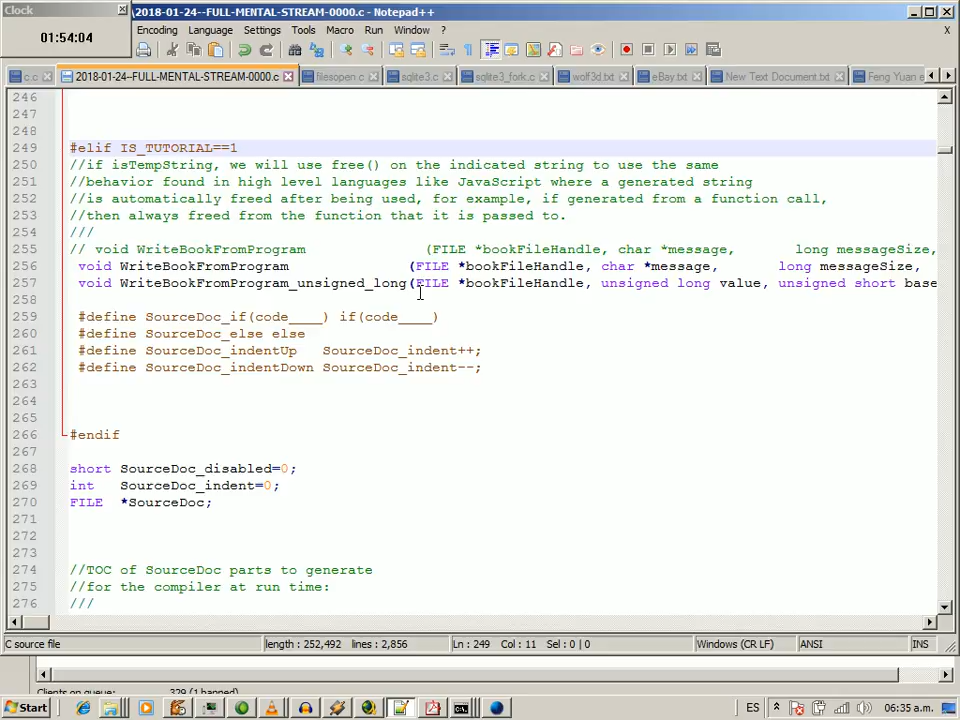 Clock
\2018-01-24--FULL-MENTAL-STREAM-0000.c - Notepad++
01:54:04
Encoding Language Settings Tools Macro Run Window ? X
c.c 2018-01-24--FULL-MENTAL-STREAM-0000.c filesopen.c sqlite3.c sqlite3_fork.c wolf3d.txt eBay.txt New Text Document.txt Feng Yuan e
246
247
248
249 #elif IS_TUTORIAL==1
250 //if isTempString, we will use free() on the indicated string to use the same
251 //behavior found in high level languages like JavaScript where a generated string
252 //is automatically freed after being used, for example, if generated from a function call,
253 //then always freed from the function that it is passed to.
254 ///
255 // void WriteBookFromProgram (FILE *bookFileHandle, char *message, long messageSize,
256 void WriteBookFromProgram (FILE *bookFileHandle, char *message, long messageSize,
257 void WriteBookFromProgram_unsigned_long(FILE *bookFileHandle, unsigned long value, unsigned short base
258
259 #define SourceDoc_if(code____) if(code____)
260 #define SourceDoc_else else
261 #define SourceDoc_indentUp SourceDoc_indent++;
262 #define SourceDoc_indentDown SourceDoc_indent--;
263
264
265
266 #endif
267
268 short SourceDoc_disabled=0;
269 int SourceDoc_indent=0;
270 FILE *SourceDoc;
271
272
273
274 //TOC of SourceDoc parts to generate
275 //for the compiler at run time:
276 ///
C source file length : 252,492 lines : 2,856 Ln : 249 Col : 11 Sel : 0 | 0 Windows (CR LF) ANSI INS
Clients on queue: 329 (1 banned)
Start ES 06:35 a.m.